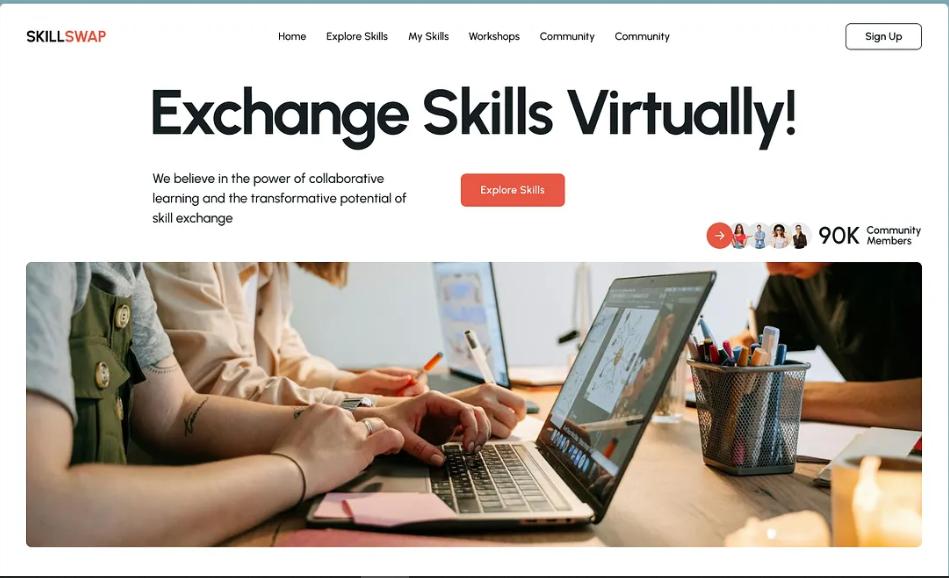 SKILLSWAP
Home Explore Skills My Skills Workshops Community Community
Sign Up
Exchange Skills Virtually!
We believe in the power of collaborative
learning and the transformative potential of
skill exchange
Explore Skills
90K
Community
Members